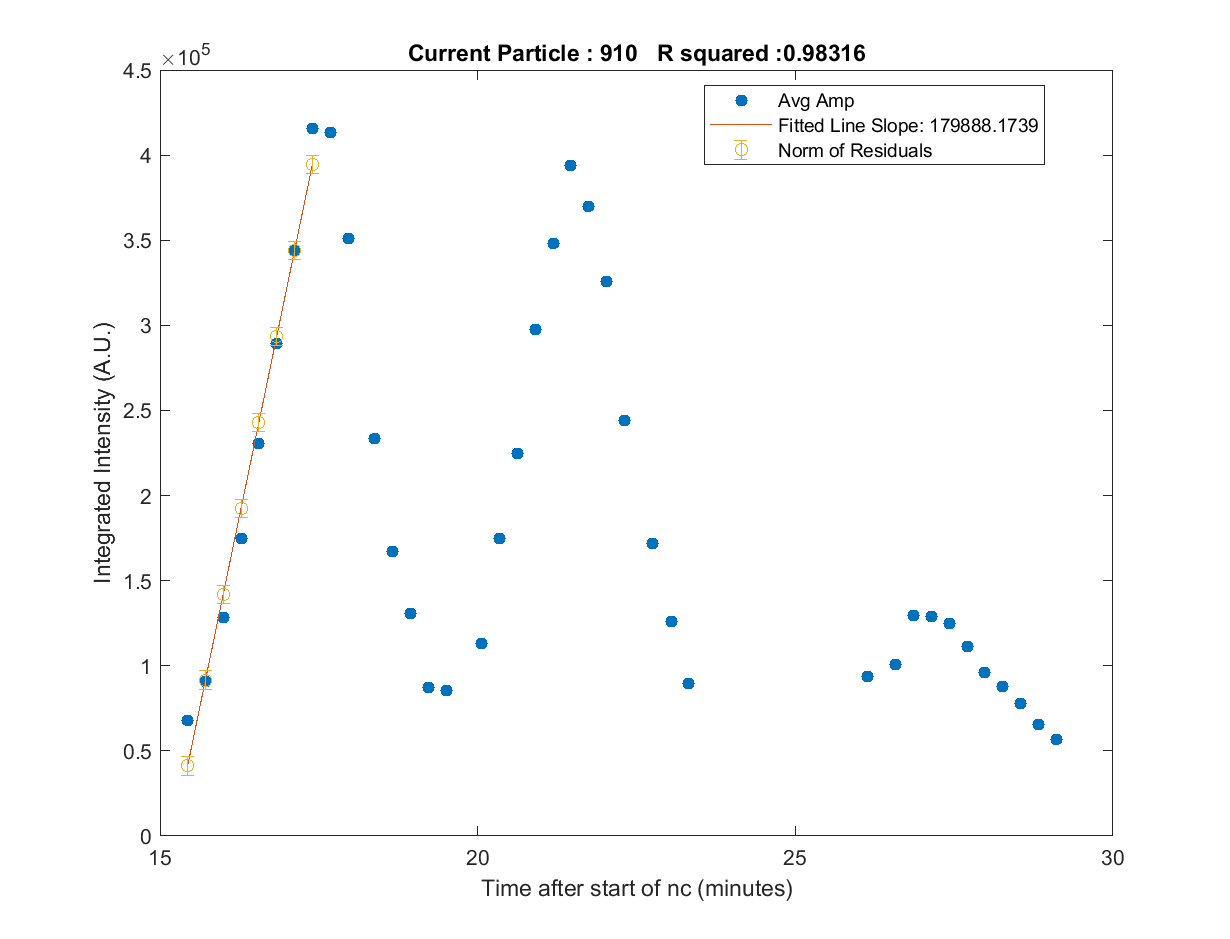 Current Particle : 910   R squared :0.98316
×10^5
4.5
4
3.5
3
2.5
2
1.5
1
0.5
0
15
20
25
30
Integrated Intensity (A.U.)
Time after start of nc (minutes)
Avg Amp
Fitted Line Slope: 179888.1739
Norm of Residuals